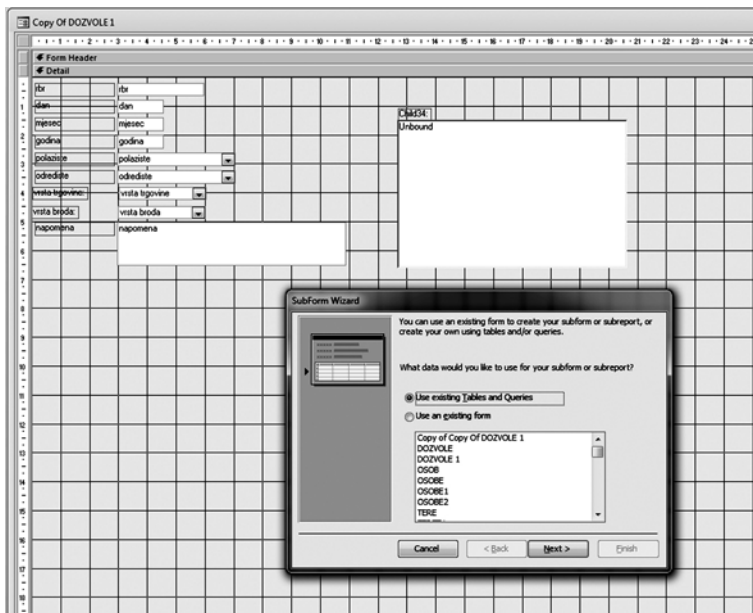 Copy Of DOZVOLE 1
Form Header
Detail
rbr rbr
dan dan
mjesec mjesec
godina godina
polaziste polaziste
odrediste odrediste
vrsta trgovine: vrsta trgovine
vrsta broda: vrsta broda
napomena napomena
Child34:
Unbound
SubForm Wizard
You can use an existing form to create your subform or subreport, or
create your own using tables and/or queries.
What data would you like to use for your subform or subreport?
Use existing Tables and Queries
Use an existing form
Copy of Copy Of DOZVOLE 1
DOZVOLE
DOZVOLE 1
OSOB
OSOBE
OSOBE1
OSOBE2
TERE
Cancel < Back Next > Finish